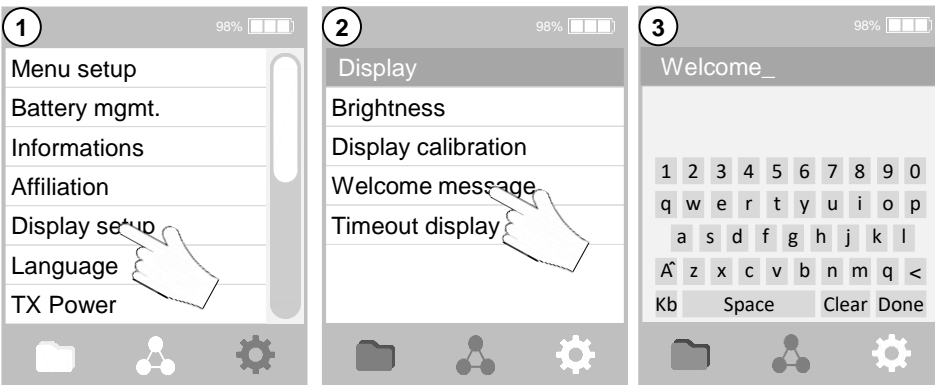 1
98%
Menu setup
Battery mgmt.
Informations
Affiliation
Display setup
Language
TX Power
2
98%
Display
Brightness
Display calibration
Welcome message
Timeout display
3
98%
Welcome_
1 2 3 4 5 6 7 8 9 0
q w e r t y u i o p
a s d f g h j k l
Aˆ z x c v b n m q <
Kb Space Clear Done